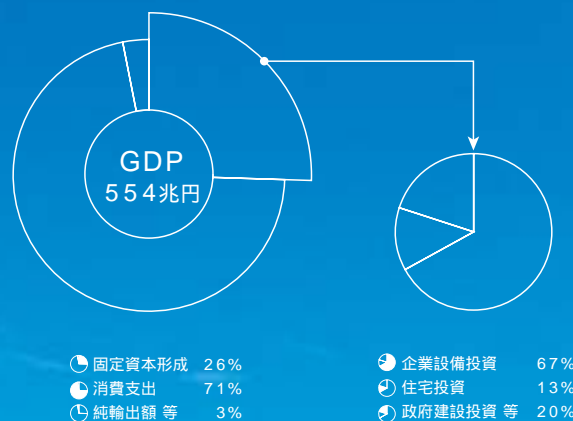 GDP
554兆円
固定資本形成 26%
消費支出 71%
純輸出額 等 3%
企業設備投資 67%
住宅投資 13%
政府建設投資 等 20%